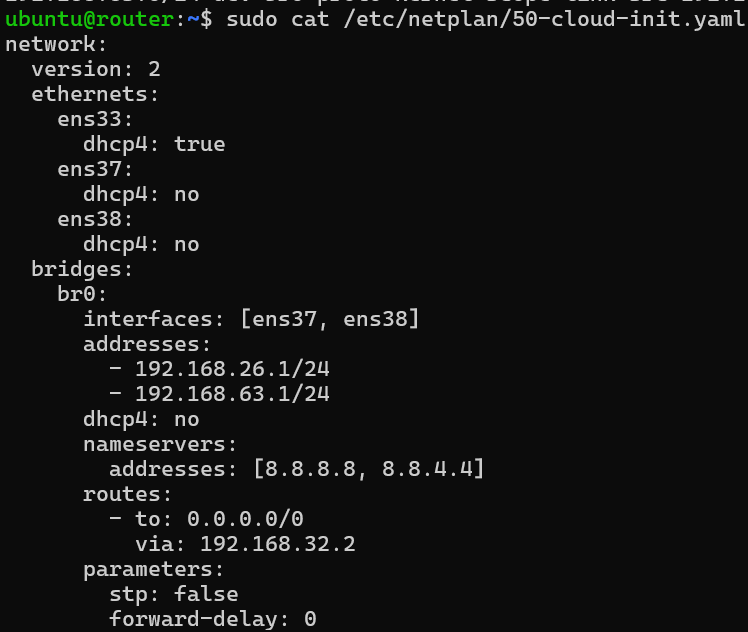 ubuntu@router:~$ sudo cat /etc/netplan/50-cloud-init.yaml
network:
  version: 2
  ethernets:
    ens33:
      dhcp4: true
    ens37:
      dhcp4: no
    ens38:
      dhcp4: no
  bridges:
    br0:
      interfaces: [ens37, ens38]
      addresses:
        - 192.168.26.1/24
        - 192.168.63.1/24
      dhcp4: no
      nameservers:
        addresses: [8.8.8.8, 8.8.4.4]
      routes:
        - to: 0.0.0.0/0
          via: 192.168.32.2
      parameters:
        stp: false
        forward-delay: 0